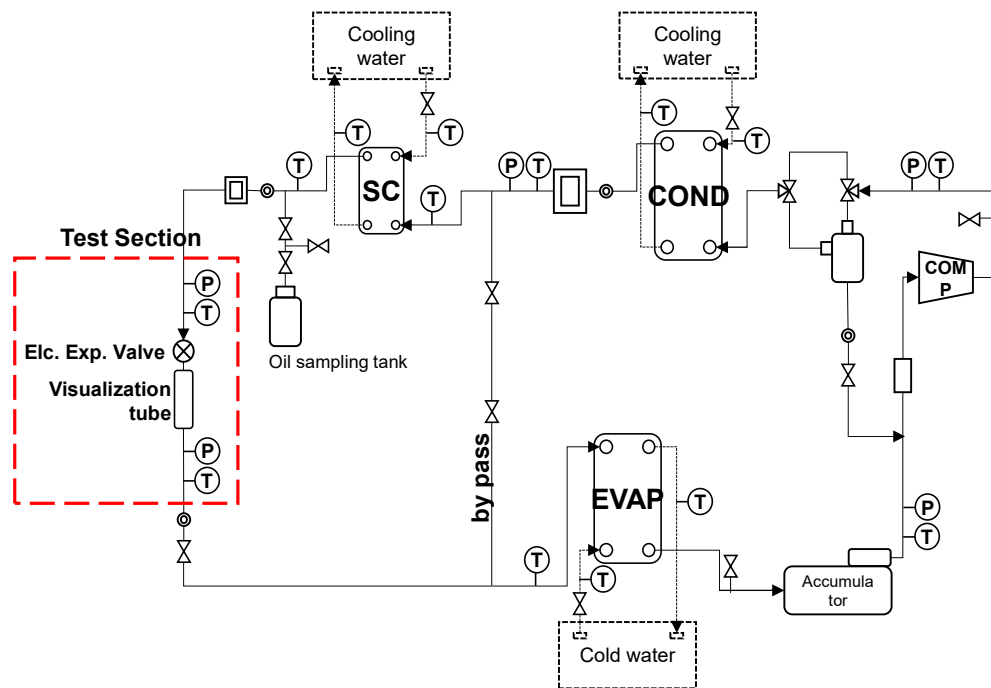 Cooling
water
Cooling
water
T
T
T
T
T
SC
T
P
T
COND
P
T
COM
P
Test Section
P
T
Elc. Exp. Valve
Visualization
tube
P
T
Oil sampling tank
by pass
EVAP
T
T
T
P
T
Accumula
tor
Cold water